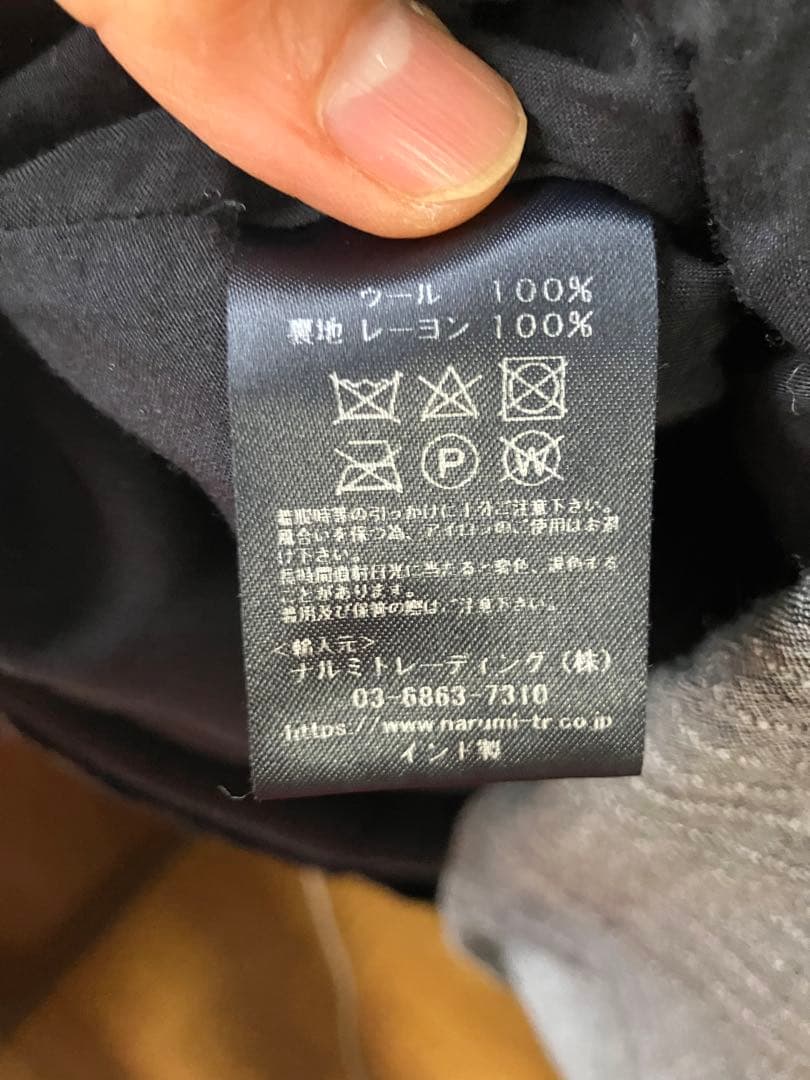 ウール 100%
裏地 レーヨン 100%
P
W
着脱時等の引っかけに十分ご注意下さい。
風合いを保つ為、アイロンのご使用はお避
け下さい。
長時間直射日光に当たると変色、退色する
ことがあります。
着用及び保管の際はご注意下さい。
<輸入元>
ナルミトレーディング(株)
03-6863-7310
https://www.narumi-tr.co.jp
インド製